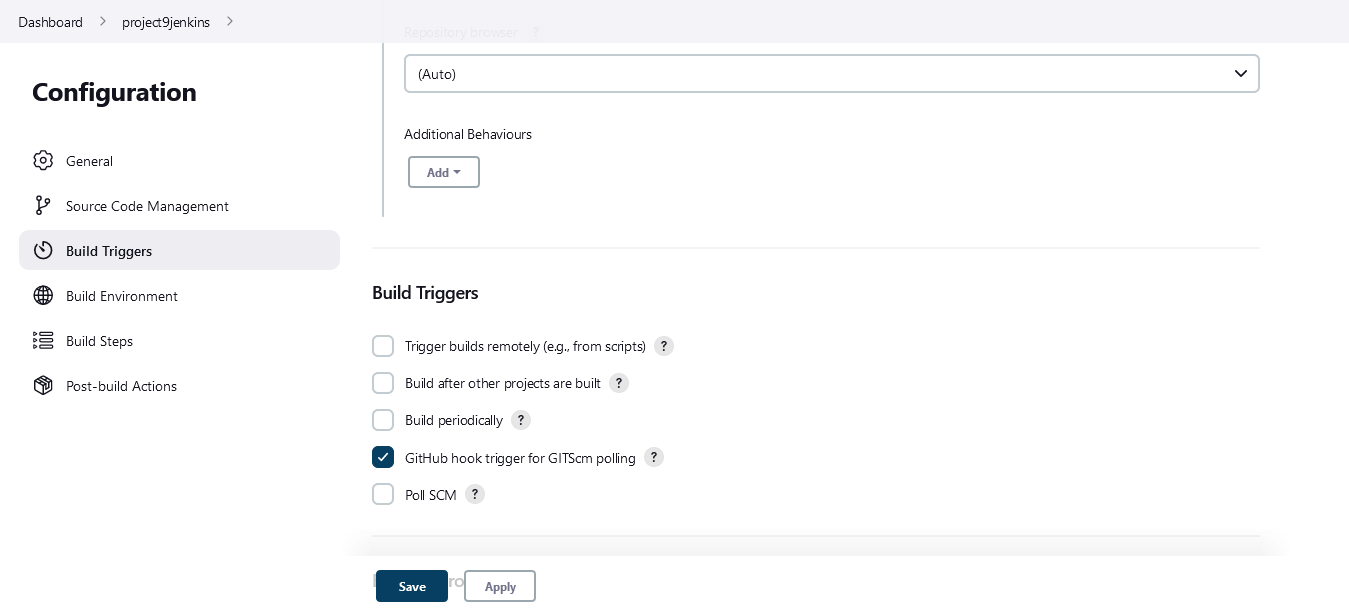 Dashboard > project9jenkins >
Repository browser ?
(Auto)
Configuration
Additional Behaviours
General
Add
Source Code Management
Build Triggers
Build Environment
Build Steps
Post-build Actions
Build Triggers
Trigger builds remotely (e.g., from scripts) ?
Build after other projects are built ?
Build periodically ?
GitHub hook trigger for GITScm polling ?
Poll SCM ?
Save Apply